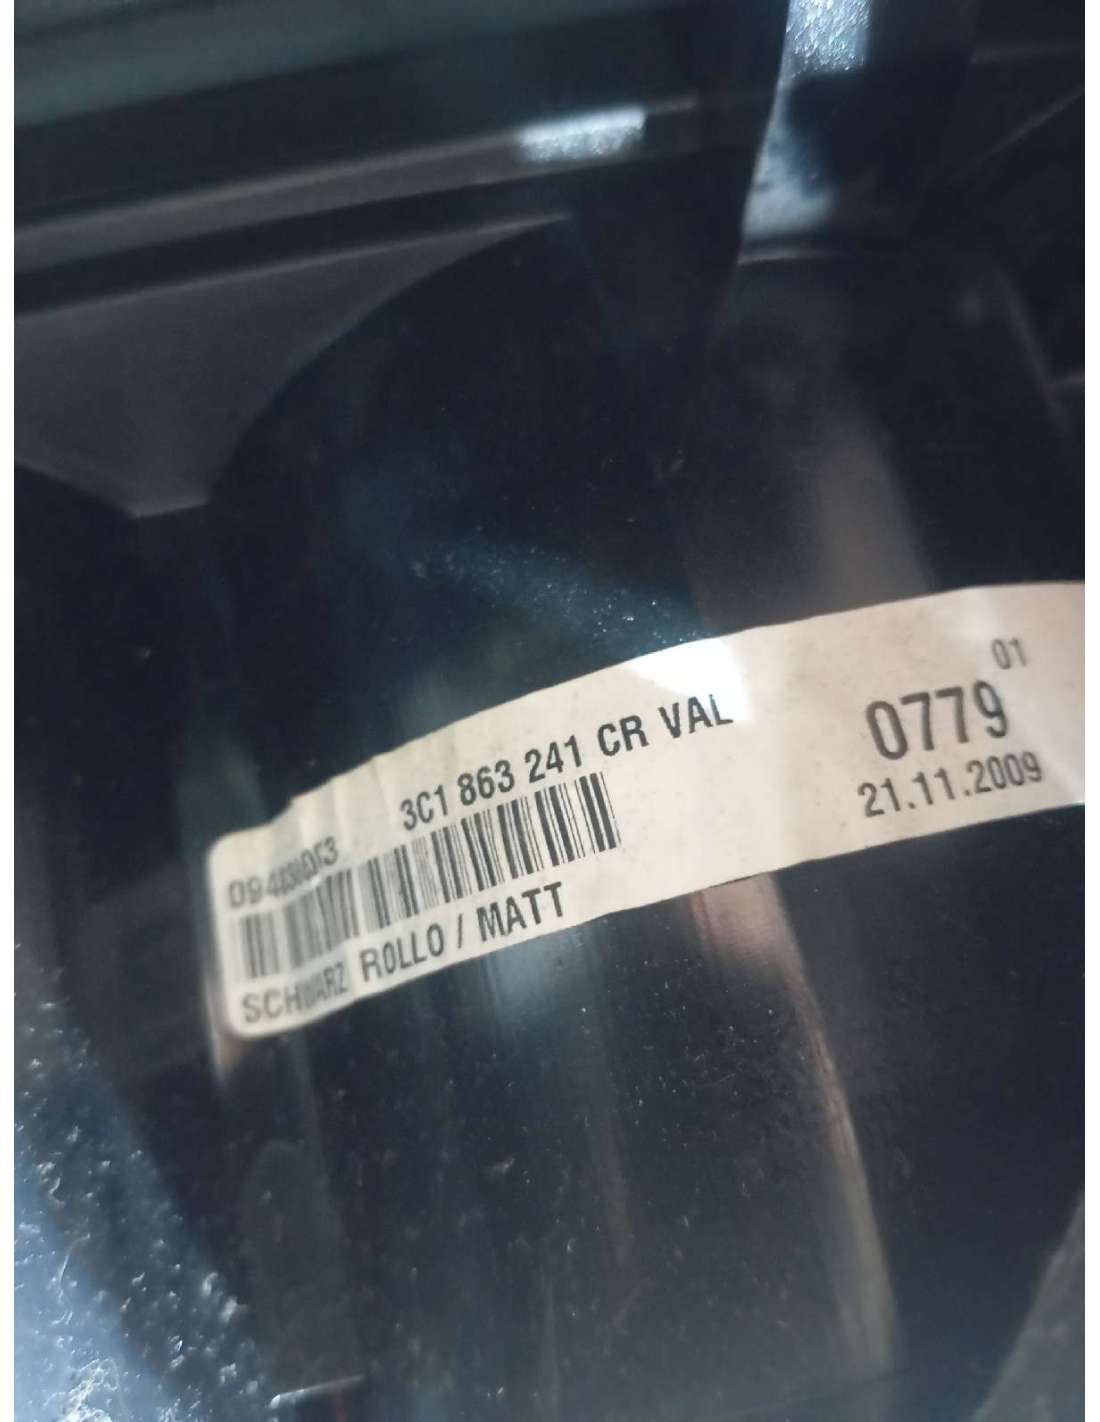 3C1 863 241 CR VAL
01
0779
21.11.2009
SCHWARZ ROLLO / MATT